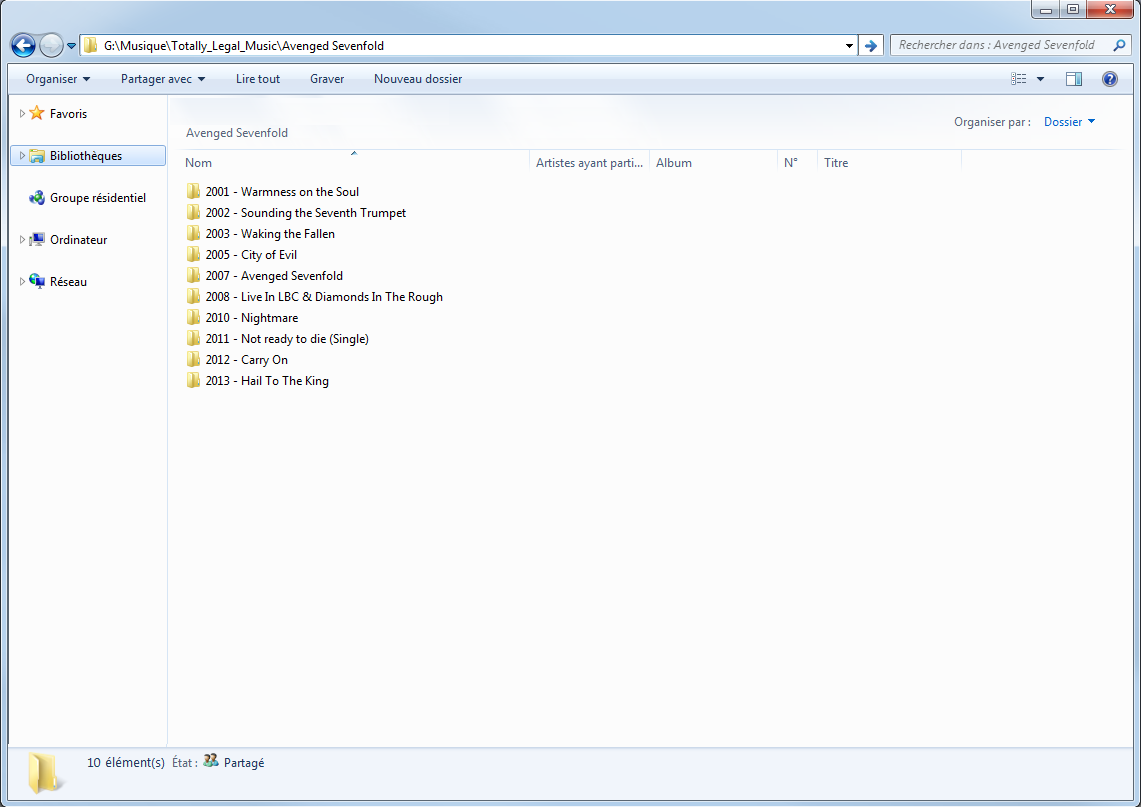 G:\Musique\Totally_Legal_Music\Avenged Sevenfold
Rechercher dans : Avenged Sevenfold
Organiser Partager avec Lire tout Graver Nouveau dossier
Favoris
Bibliothèques
Groupe résidentiel
Ordinateur
Réseau
Avenged Sevenfold
Organiser par : Dossier
Nom Artistes ayant parti... Album N° Titre
2001 - Warmness on the Soul
2002 - Sounding the Seventh Trumpet
2003 - Waking the Fallen
2005 - City of Evil
2007 - Avenged Sevenfold
2008 - Live In LBC & Diamonds In The Rough
2010 - Nightmare
2011 - Not ready to die (Single)
2012 - Carry On
2013 - Hail To The King
10 élément(s) État : Partagé